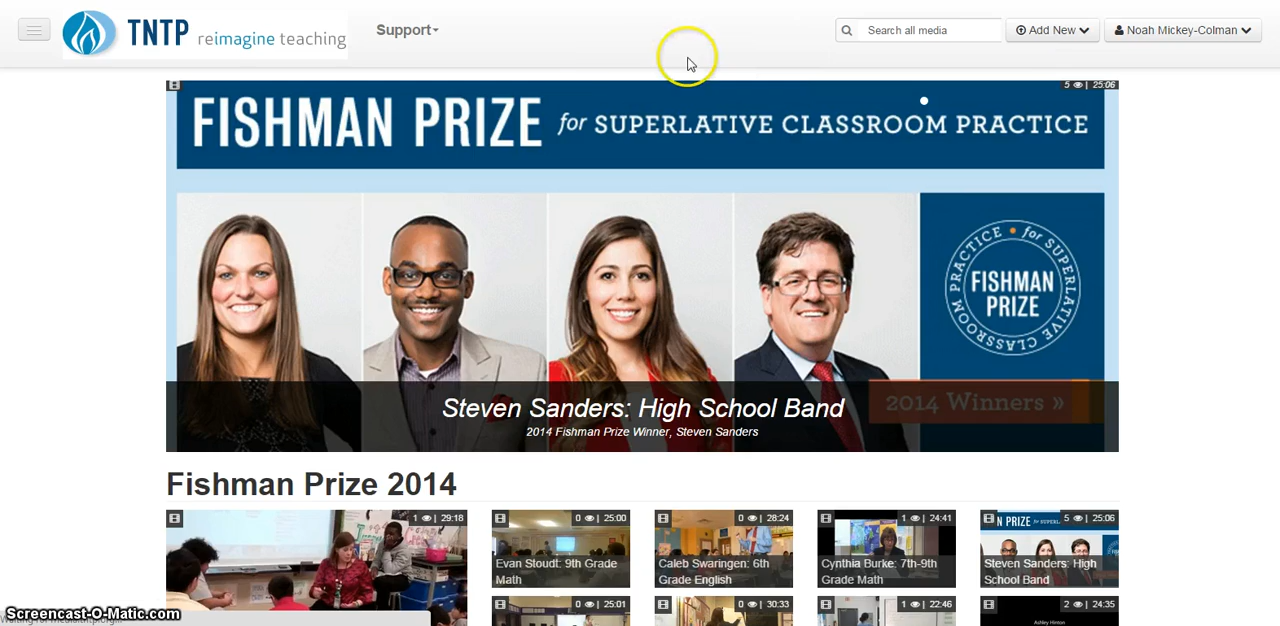 TNTP reimagine teaching
Support
Search all media
Add New
Noah Mickey-Colman
5 | 25:06
FISHMAN PRIZE for SUPERLATIVE CLASSROOM PRACTICE
PRACTICE • for SUPERLATIVE CLASSROOM
FISHMAN
PRIZE
2014 Winners »
Steven Sanders: High School Band
2014 Fishman Prize Winner, Steven Sanders
Fishman Prize 2014
1 | 29:18
0 | 25:00
Evan Stoudt: 9th Grade
Math
0 | 28:24
Caleb Swaringen: 6th
Grade English
1 | 24:41
Cynthia Burke: 7th-9th
Grade Math
5 | 25:06
Steven Sanders: High
School Band
0 | 25:01
0 | 30:33
1 | 22:46
2 | 24:35
Ashley Hinton
Screencast-O-Matic.com